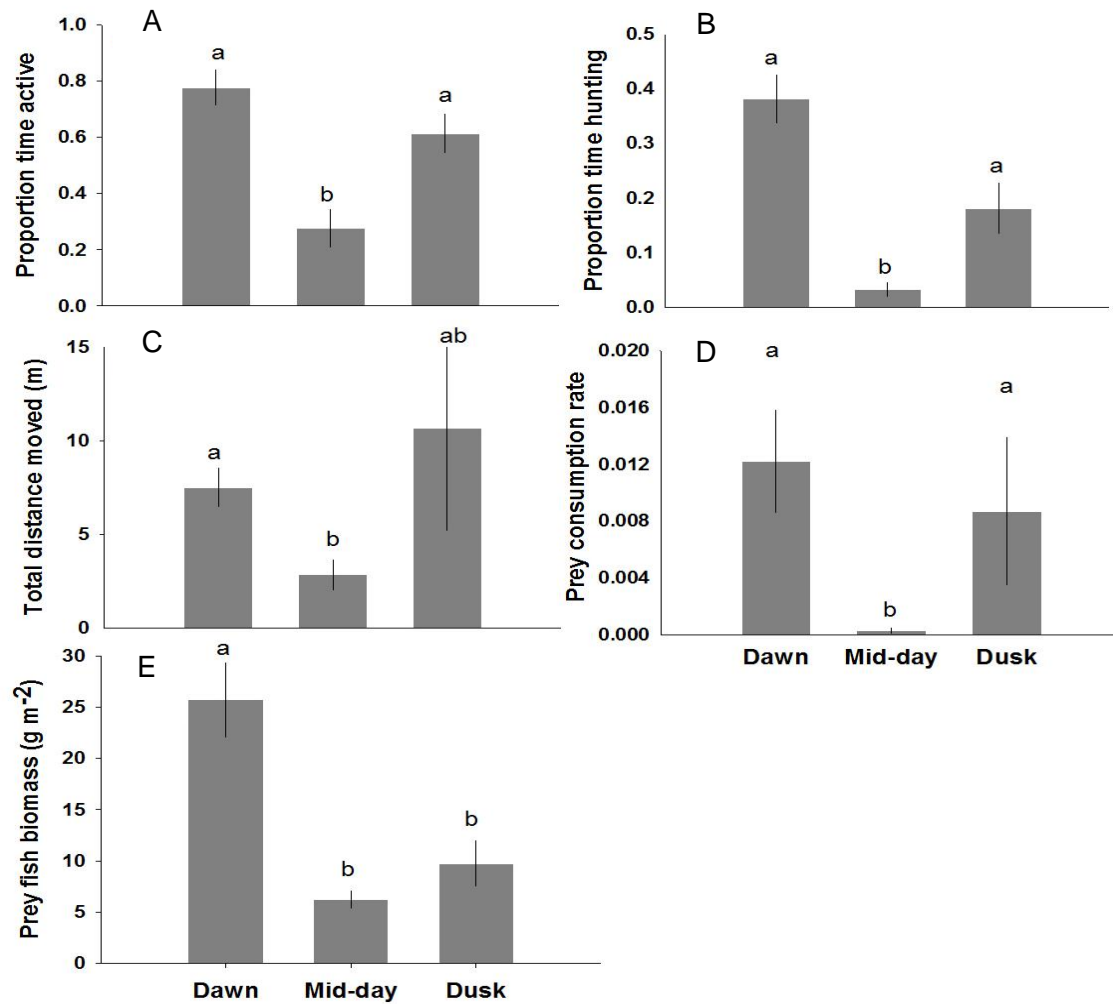 A
Proportion time active
1.0
0.8
0.6
0.4
0.2
0.0
a
b
a
B
Proportion time hunting
0.5
0.4
0.3
0.2
0.1
0.0
a
b
a
C
Total distance moved (m)
15
10
5
0
a
b
ab
D
Prey consumption rate
0.020
0.016
0.012
0.008
0.004
0.000
a
b
a
Dawn Mid-day Dusk
E
Prey fish biomass (g m⁻²)
30
25
20
15
10
5
0
a
b
b
Dawn Mid-day Dusk